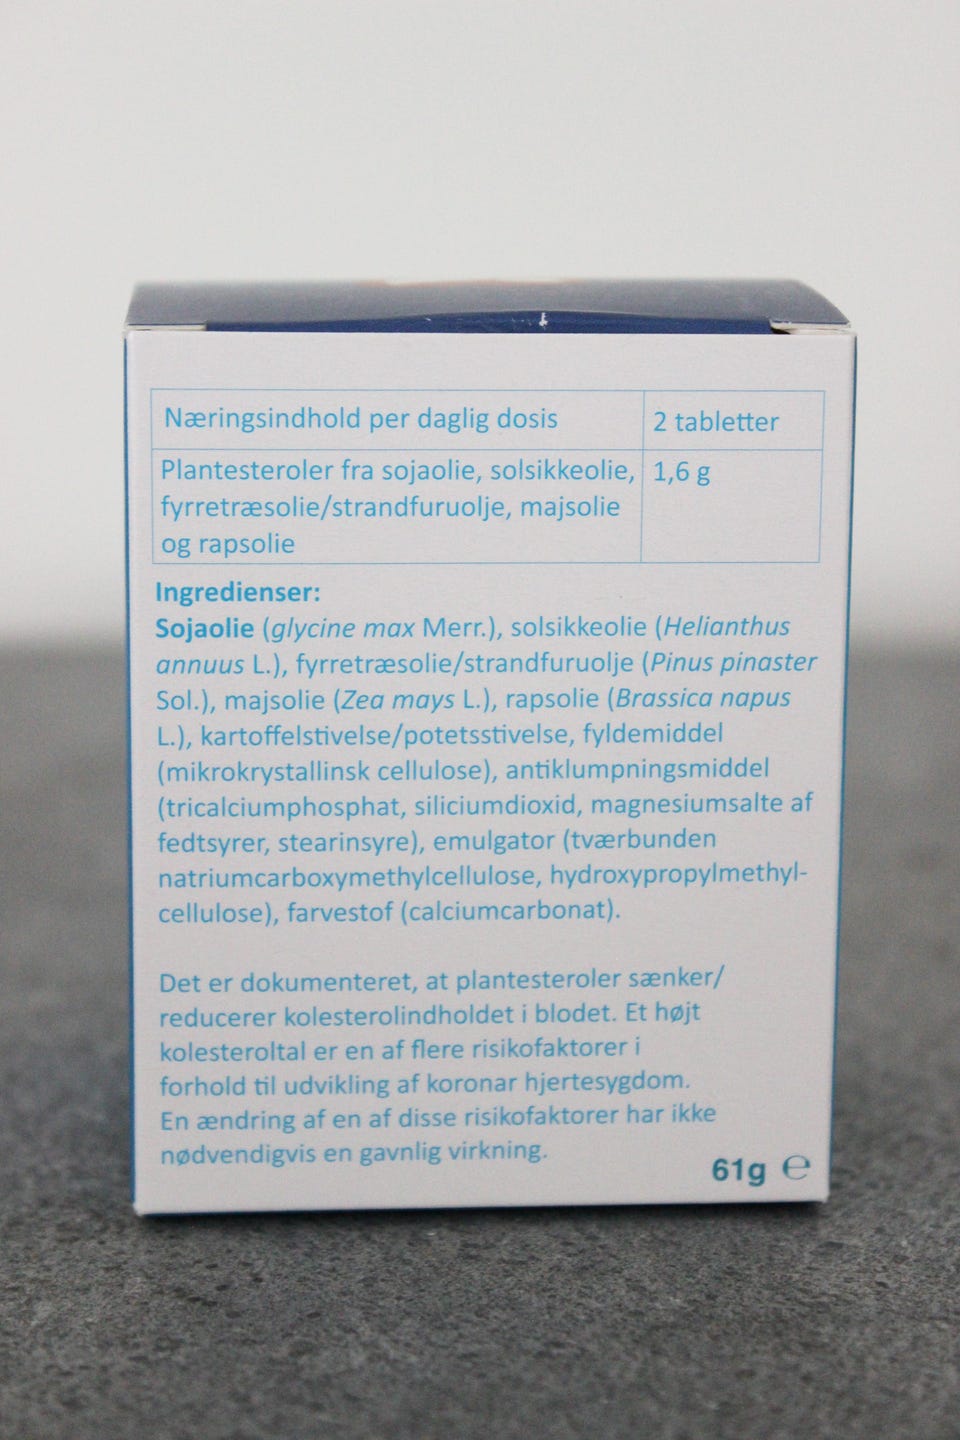 Næringsindhold per daglig dosis 2 tabletter
Plantesteroler fra sojaolie, solsikkeolie, 1,6 g
fyrretræsolie/strandfuruolje, majsolie
og rapsolie
Ingredienser:
Sojaolie (glycine max Merr.), solsikkeolie (Helianthus
annuus L.), fyrretræsolie/strandfuruolje (Pinus pinaster
Sol.), majsolie (Zea mays L.), rapsolie (Brassica napus
L.), kartoffelstivelse/potetsstivelse, fyldemiddel
(mikrokrystallinsk cellulose), antiklumpningsmiddel
(tricalciumphosphat, siliciumdioxid, magnesiumsalte af
fedtsyrer, stearinsyre), emulgator (tværbunden
natriumcarboxymethylcellulose, hydroxypropylmethyl-
cellulose), farvestof (calciumcarbonat).
Det er dokumenteret, at plantesteroler sænker/
reducerer kolesterolindholdet i blodet. Et højt
kolesteroltal er en af flere risikofaktorer i
forhold til udvikling af koronar hjertesygdom.
En ændring af en af disse risikofaktorer har ikke
nødvendigvis en gavnlig virkning.
61g ℮